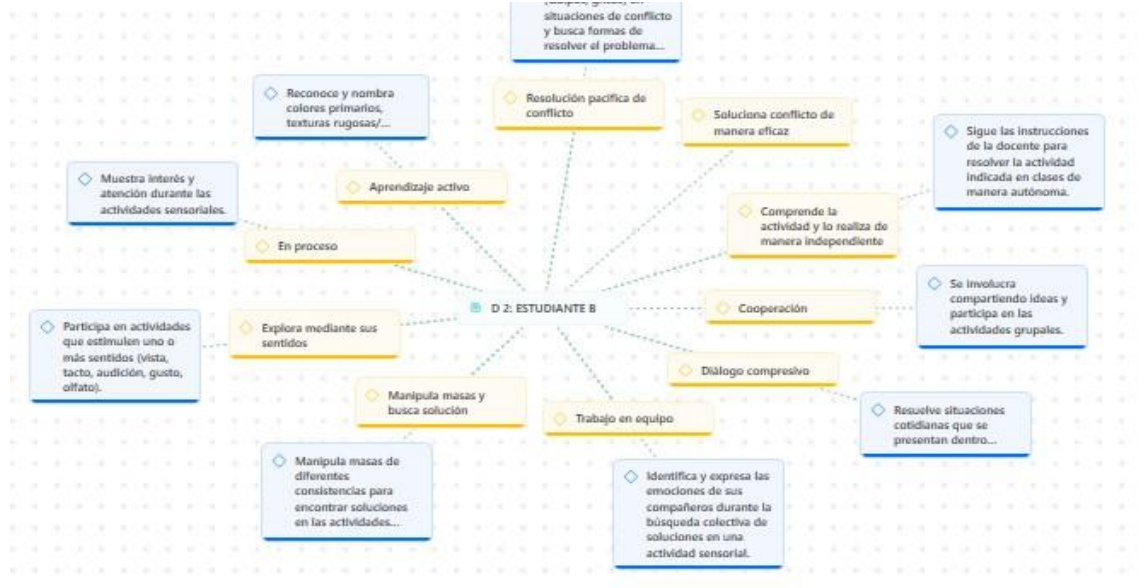 situaciones de conflicto
y busca formas de
resolver el problema...
Reconoce y nombra
colores primarios,
texturas rugosas/...
Resolución pacífica de
conflicto
Soluciona conflicto de
manera eficaz
Sigue las instrucciones
de la docente para
resolver la actividad
indicada en clases de
manera autónoma.
Muestra interés y
atención durante las
actividades sensoriales.
Aprendizaje activo
Comprende la
actividad y lo realiza de
manera independiente
En proceso
D 2: ESTUDIANTE B
Cooperación
Se involucra
compartiendo ideas y
participa en las
actividades grupales.
Participa en actividades
que estimulen uno o
más sentidos (vista,
tacto, audición, gusto,
olfato).
Explora mediante sus
sentidos
Diálogo compresivo
Manipula masas y
busca solución
Trabajo en equipo
Resuelve situaciones
cotidianas que se
presentan dentro...
Manipula masas de
diferentes
consistencias para
encontrar soluciones
en las actividades...
Identifica y expresa las
emociones de sus
compañeros durante la
búsqueda colectiva de
soluciones en una
actividad sensorial.